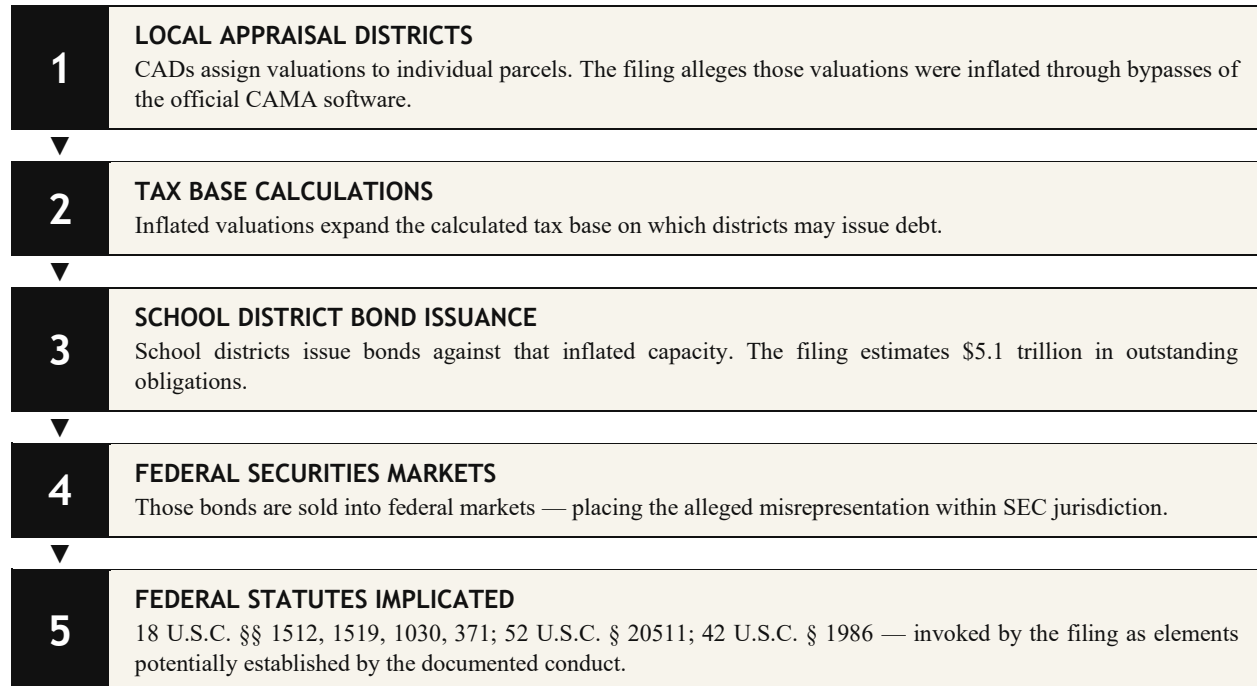 1
LOCAL APPRAISAL DISTRICTS
CADs assign valuations to individual parcels. The filing alleges those valuations were inflated through bypasses of
the official CAMA software.
2
TAX BASE CALCULATIONS
Inflated valuations expand the calculated tax base on which districts may issue debt.
3
SCHOOL DISTRICT BOND ISSUANCE
School districts issue bonds against that inflated capacity. The filing estimates $5.1 trillion in outstanding
obligations.
4
FEDERAL SECURITIES MARKETS
Those bonds are sold into federal markets — placing the alleged misrepresentation within SEC jurisdiction.
5
FEDERAL STATUTES IMPLICATED
18 U.S.C. §§ 1512, 1519, 1030, 371; 52 U.S.C. § 20511; 42 U.S.C. § 1986 — invoked by the filing as elements
potentially established by the documented conduct.